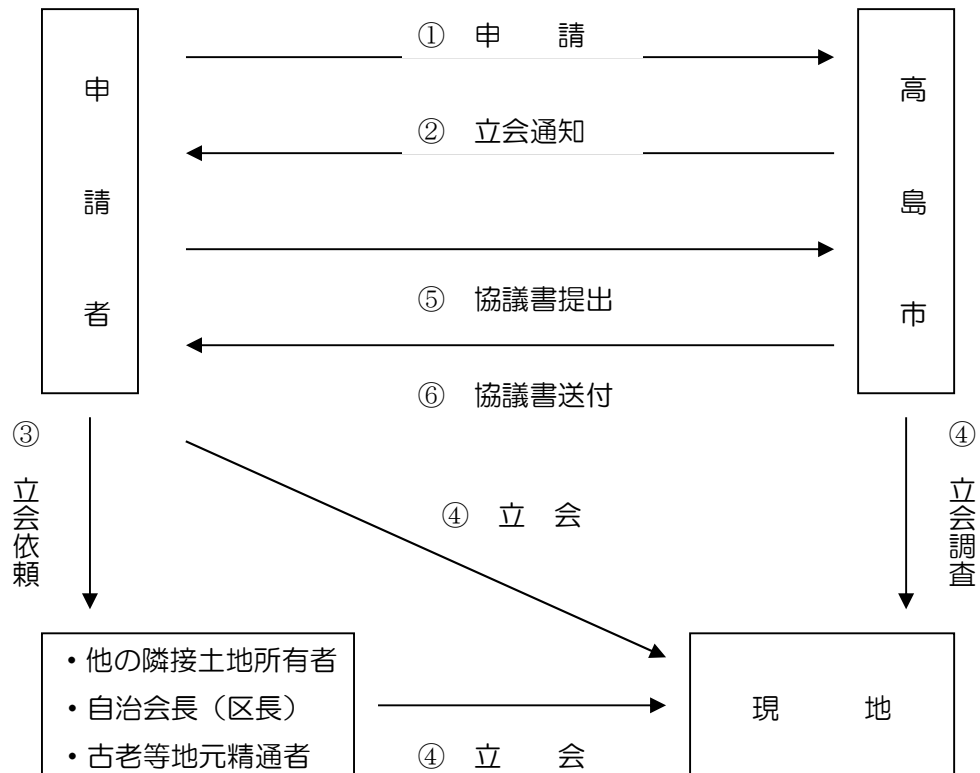 ① 申 請
申請者
高島市
② 立会通知
⑤ 協議書提出
⑥ 協議書送付
③ 立会依頼
④ 立 会
④ 立会調査
・他の隣接土地所有者
・自治会長（区長）
・古老等地元精通者
④ 立 会
現 地